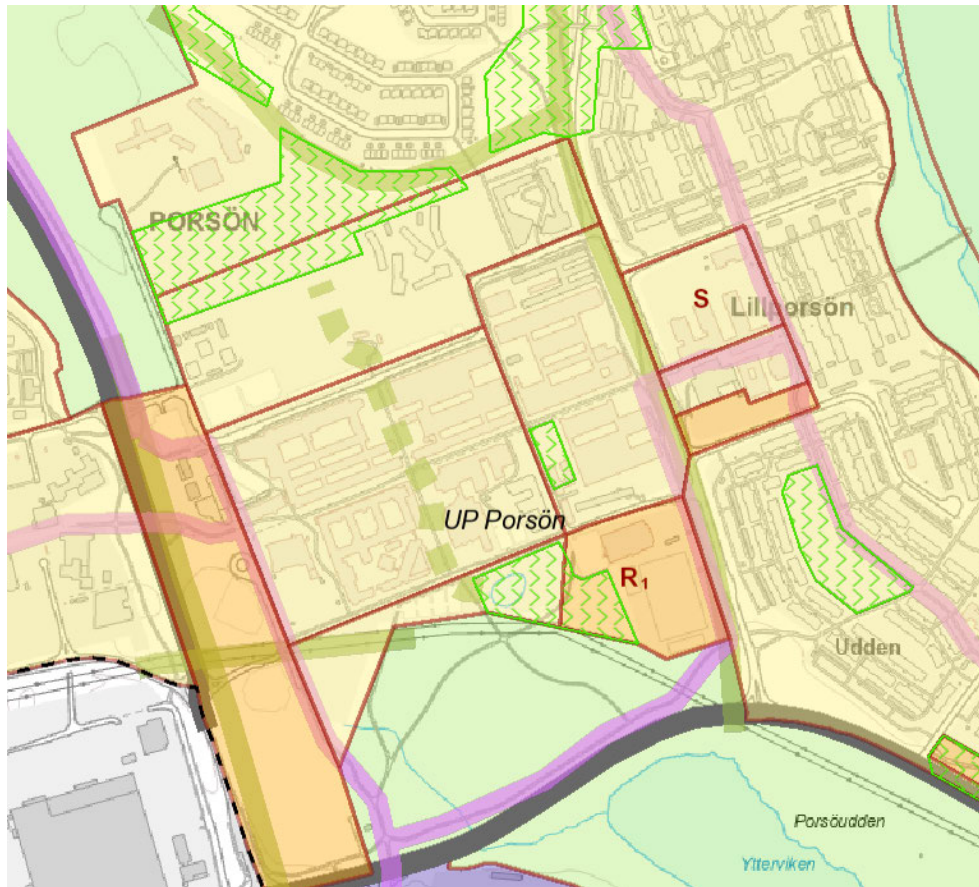 PORSÖN
S
Lillporsön
UP Porsön
R₁
Udden
Porsöudden
Ytterviken